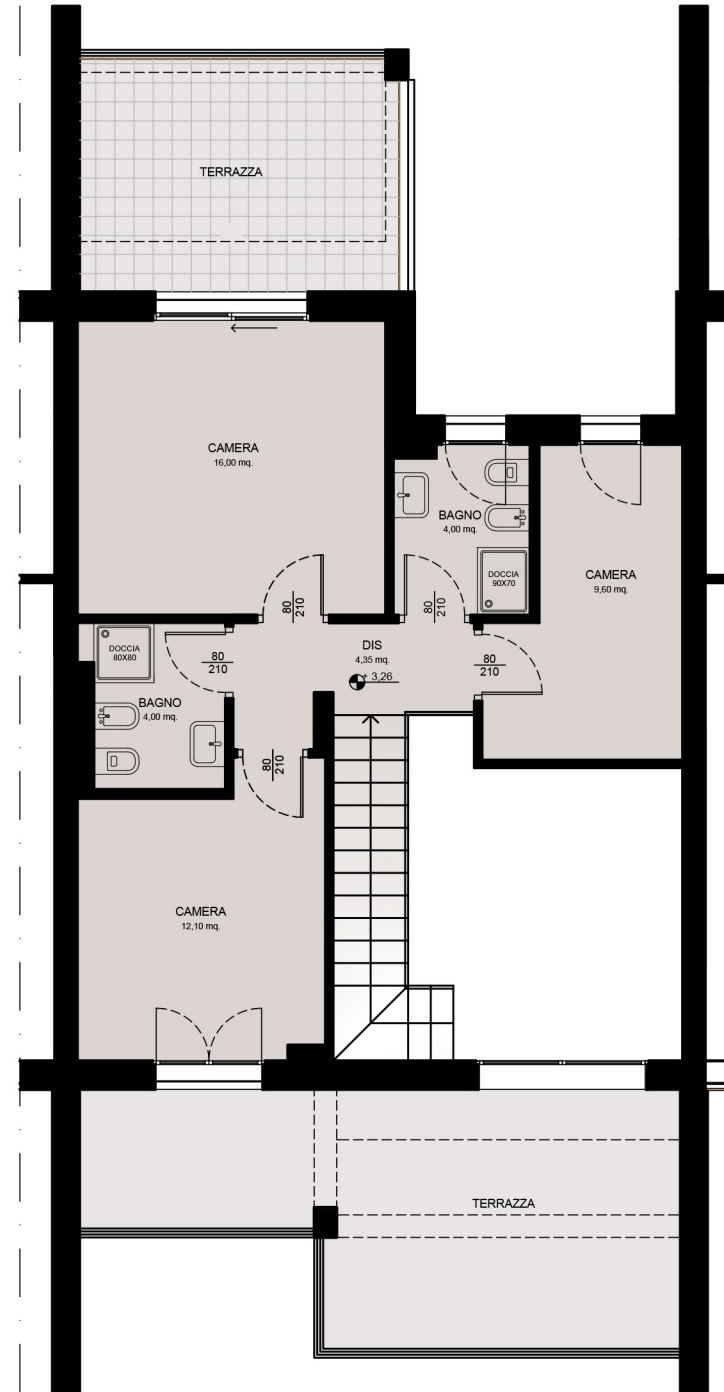 TERRAZZA
CAMERA
16,00 mq.
BAGNO
4,00 mq.
DOCCIA
90X70
CAMERA
9,60 mq.
80
210
80
210
DIS
4,35 mq.
+ 3,26
80
210
80
210
DOCCIA
80X80
BAGNO
4,00 mq.
80
210
CAMERA
12,10 mq.
TERRAZZA